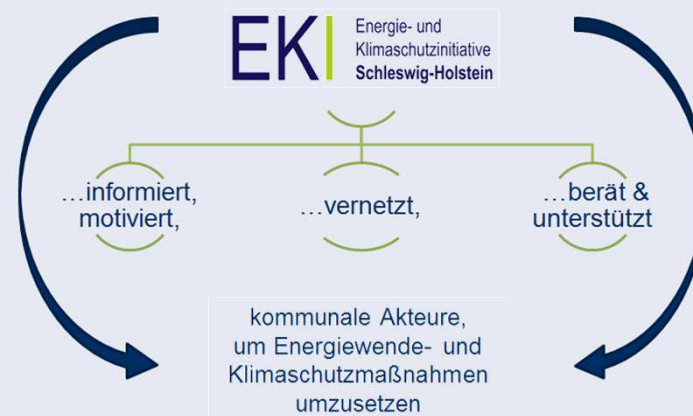 EKI
Energie- und
Klimaschutzinitiative
Schleswig-Holstein
...informiert,
motiviert,
...vernetzt,
...berät &
unterstützt
kommunale Akteure,
um Energiewende- und
Klimaschutzmaßnahmen
umzusetzen